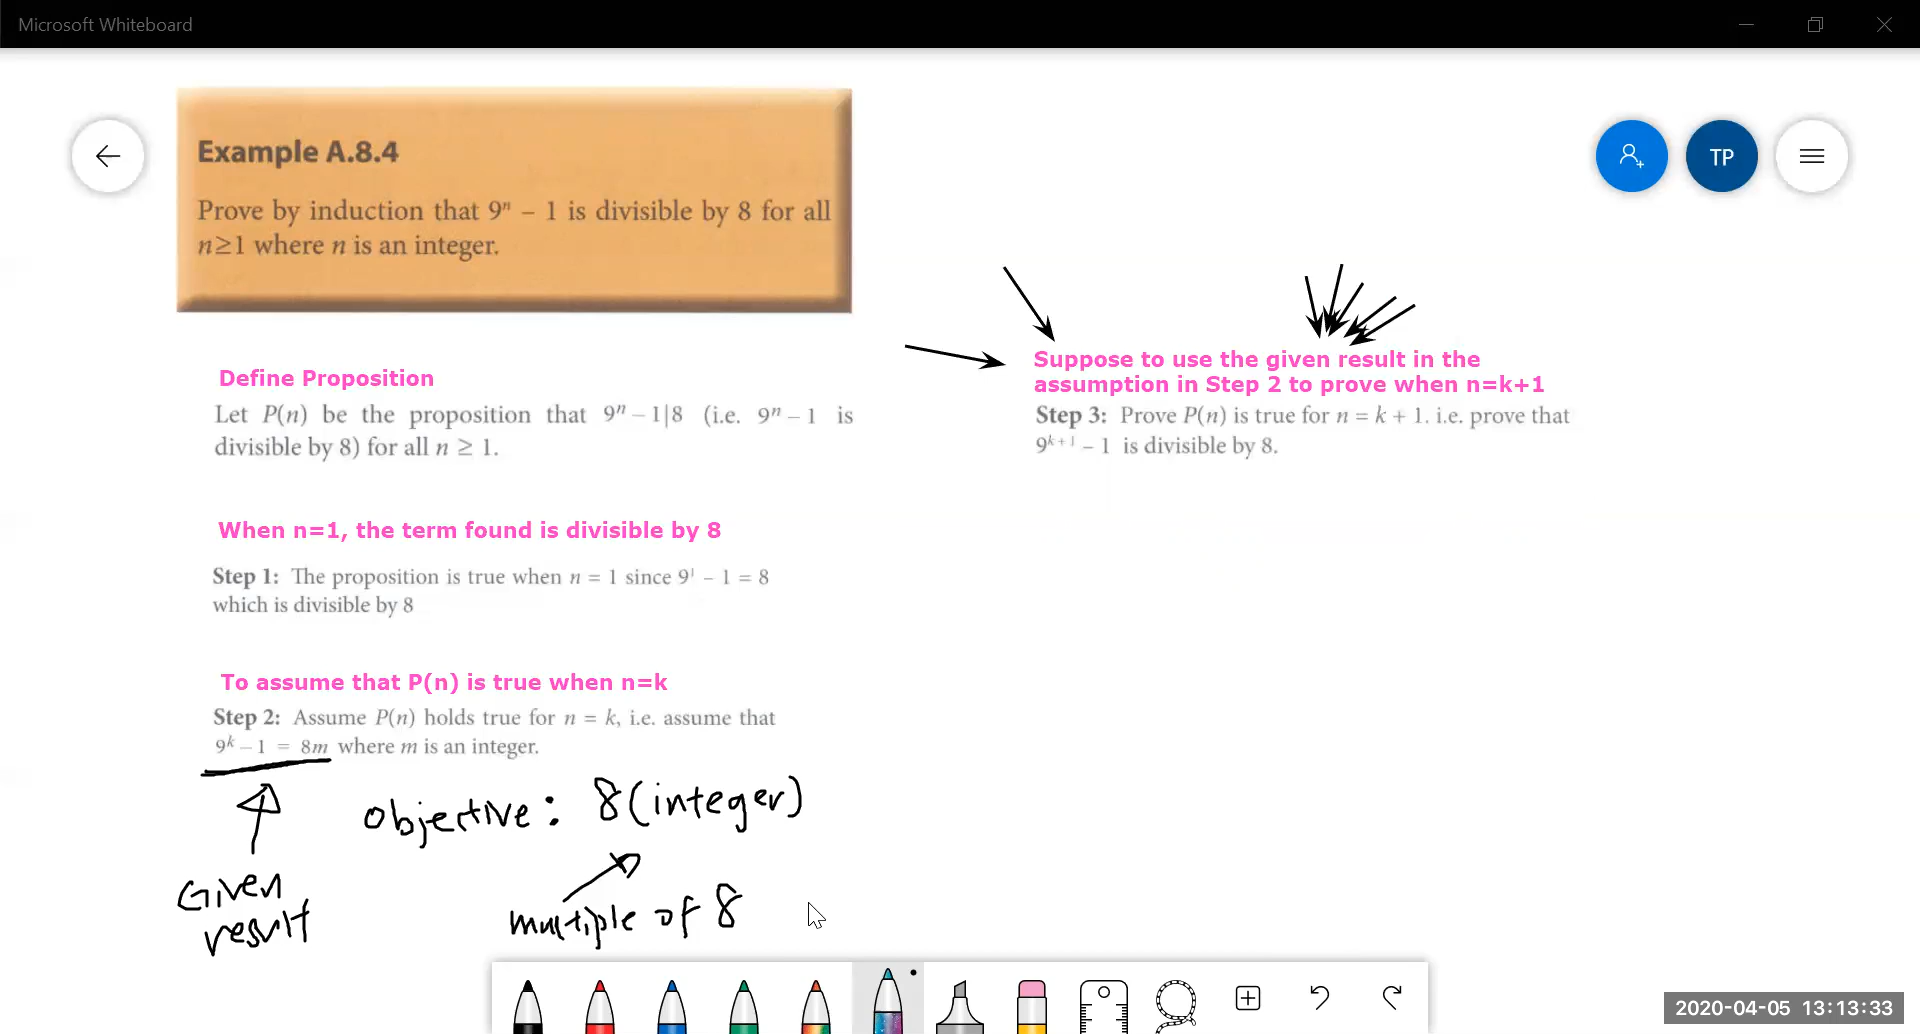 Microsoft Whiteboard
Example A.8.4
Prove by induction that 9ⁿ – 1 is divisible by 8 for all
n≥1 where n is an integer.
TP
Define Proposition
Let P(n) be the proposition that 9ⁿ – 1|8 (i.e. 9ⁿ – 1 is
divisible by 8) for all n ≥ 1.
When n=1, the term found is divisible by 8
Step 1: The proposition is true when n = 1 since 9¹ – 1 = 8
which is divisible by 8
To assume that P(n) is true when n=k
Step 2: Assume P(n) holds true for n = k, i.e. assume that
9ᵏ – 1 = 8m where m is an integer.
objective: 8(integer)
Given
result
multiple of 8
Suppose to use the given result in the
assumption in Step 2 to prove when n=k+1
Step 3: Prove P(n) is true for n = k + 1. i.e. prove that
9ᵏ⁺¹ – 1 is divisible by 8.
2020-04-05 13:13:33